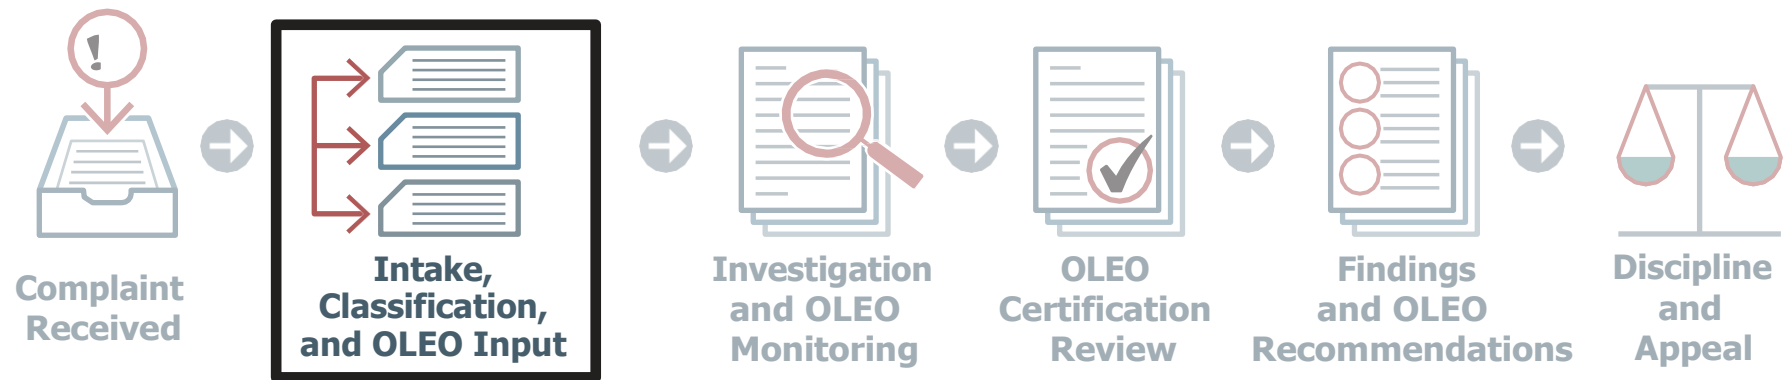 Complaint
Received
Intake,
Classification,
and OLEO Input
Investigation
and OLEO
Monitoring
OLEO
Certification
Review
Findings
and OLEO
Recommendations
Discipline
and
Appeal